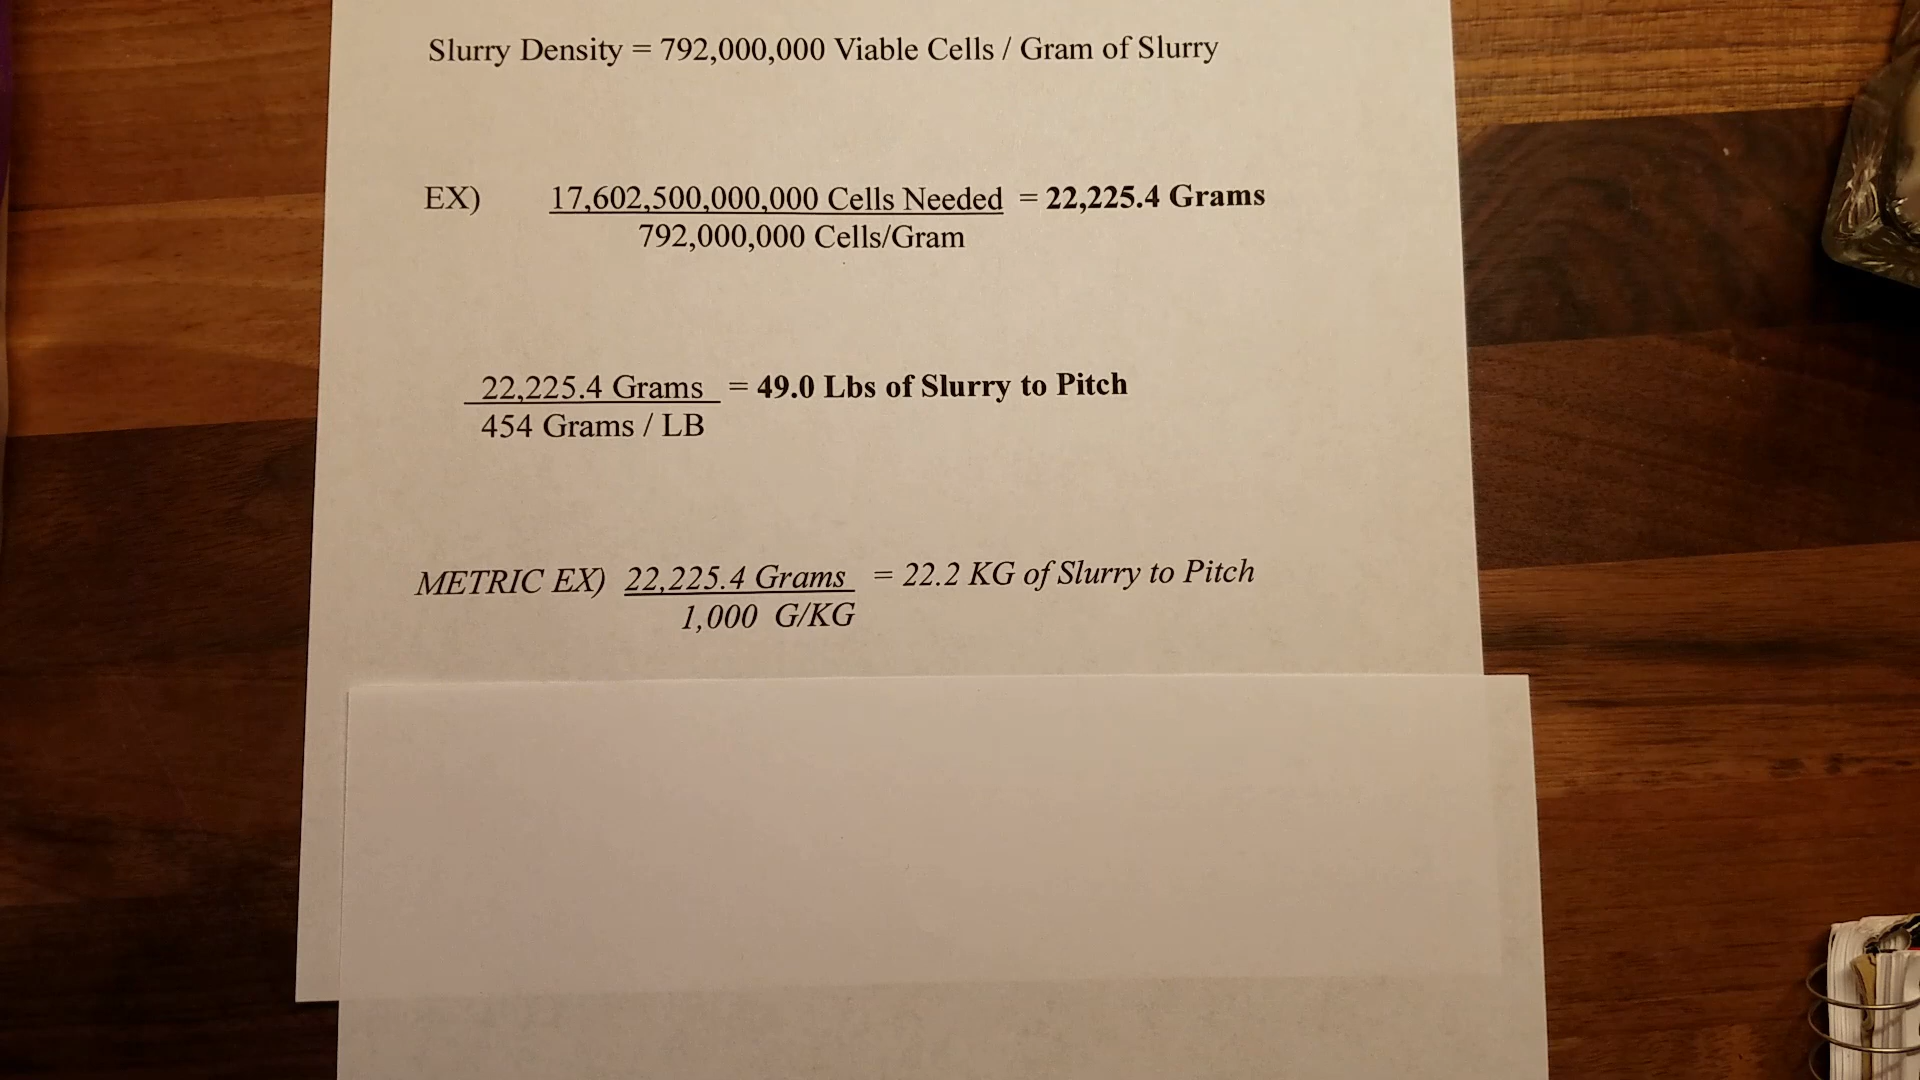 Slurry Density = 792,000,000 Viable Cells / Gram of Slurry
EX) 17,602,500,000,000 Cells Needed = 22,225.4 Grams
792,000,000 Cells/Gram
22,225.4 Grams = 49.0 Lbs of Slurry to Pitch
454 Grams / LB
METRIC EX) 22,225.4 Grams = 22.2 KG of Slurry to Pitch
1,000 G/KG